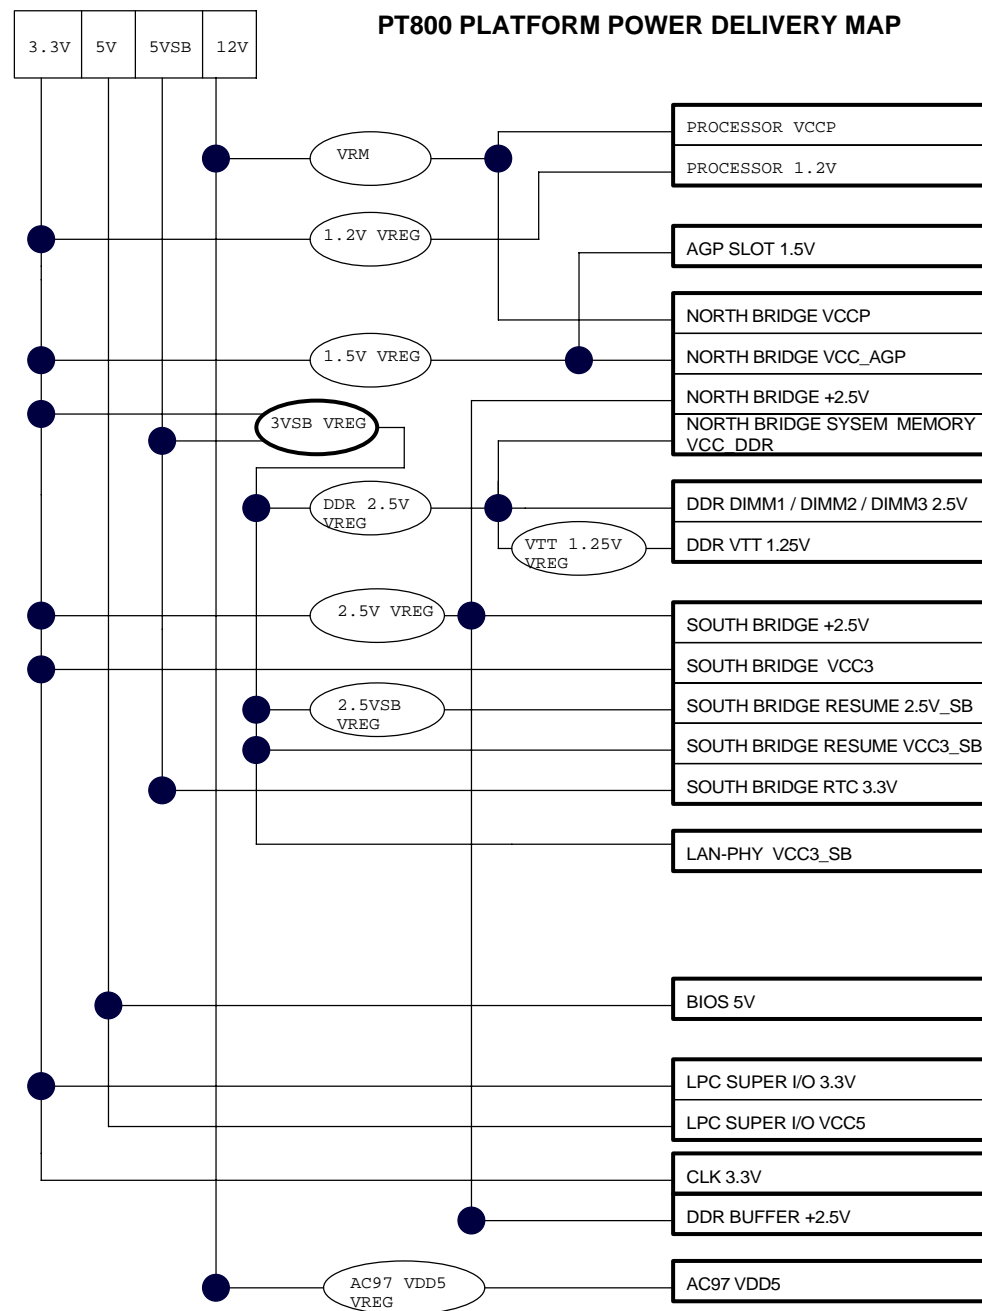 PT800 PLATFORM POWER DELIVERY MAP
3.3V
5V
5VSB
12V
PROCESSOR VCCP
VRM
PROCESSOR 1.2V
1.2V VREG
AGP SLOT 1.5V
NORTH BRIDGE VCCP
1.5V VREG
NORTH BRIDGE VCC_AGP
NORTH BRIDGE +2.5V
3VSB VREG
NORTH BRIDGE SYSEM MEMORY
VCC_DDR
DDR 2.5V
VREG
DDR DIMM1 / DIMM2 / DIMM3 2.5V
VTT 1.25V
VREG
DDR VTT 1.25V
2.5V VREG
SOUTH BRIDGE +2.5V
SOUTH BRIDGE VCC3
2.5VSB
VREG
SOUTH BRIDGE RESUME 2.5V_SB
SOUTH BRIDGE RESUME VCC3_SB
SOUTH BRIDGE RTC 3.3V
LAN-PHY VCC3_SB
BIOS 5V
LPC SUPER I/O 3.3V
LPC SUPER I/O VCC5
CLK 3.3V
DDR BUFFER +2.5V
AC97 VDD5
VREG
AC97 VDD5